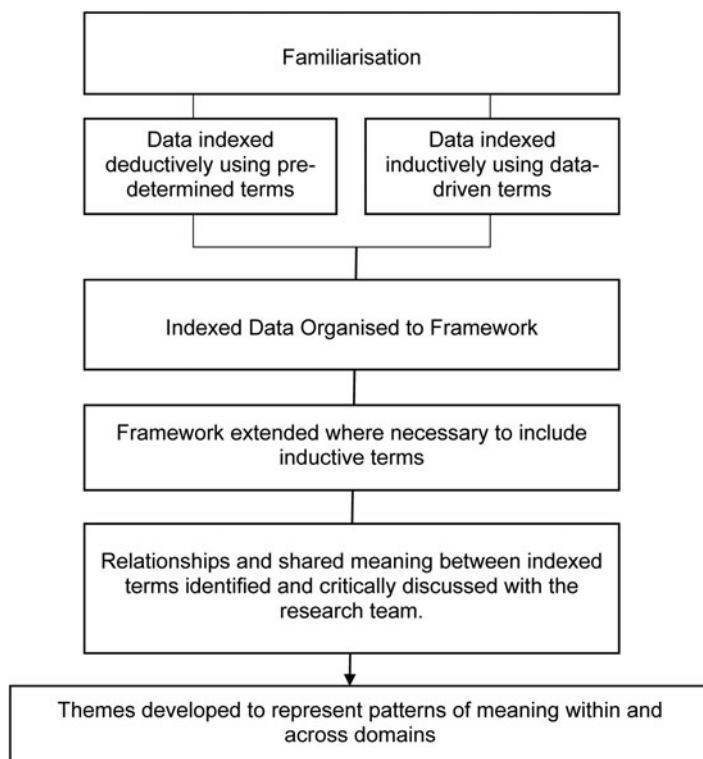 Familiarisation
Data indexed
deductively using pre-
determined terms
Data indexed
inductively using data-
driven terms
Indexed Data Organised to Framework
Framework extended where necessary to include
inductive terms
Relationships and shared meaning between indexed
terms identified and critically discussed with the
research team.
Themes developed to represent patterns of meaning within and
across domains